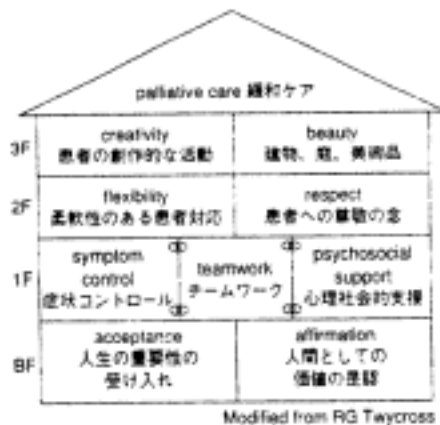 palliative care 緩和ケア
3F
creativity
患者の創作的な活動
beauty
建物、庭、美術品
2F
flexibility
柔軟性のある患者対応
respect
患者への尊敬の念
1F
symptom
control
症状コントロール
teamwork
チームワーク
psychosocial
support
心理社会的支援
BF
acceptance
人生の重要性の
受け入れ
affirmation
人間としての
価値の是認
Modified from RG Twycross